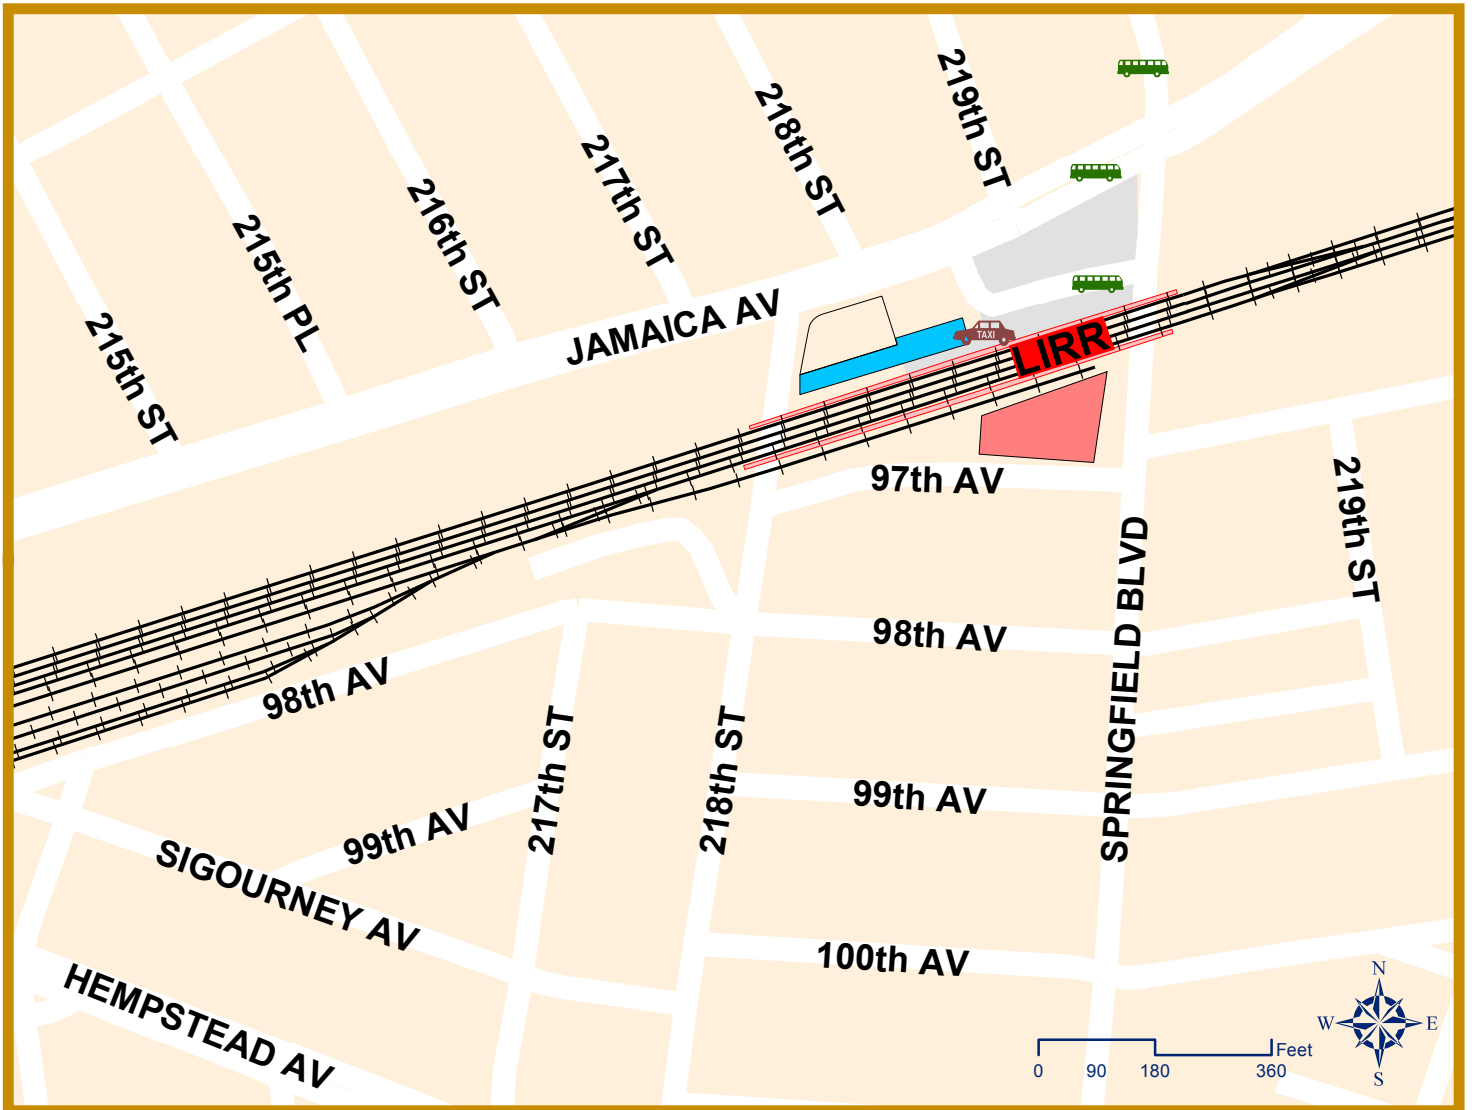 219th ST
218th ST
217th ST
216th ST
215th PL
215th ST
JAMAICA AV
TAXI
LIRR
97th AV
219th ST
SPRINGFIELD BLVD
98th AV
98th AV
217th ST
218th ST
99th AV
99th AV
SIGOURNEY AV
100th AV
HEMPSTEAD AV
N
W
E
S
Feet
0 90 180 360